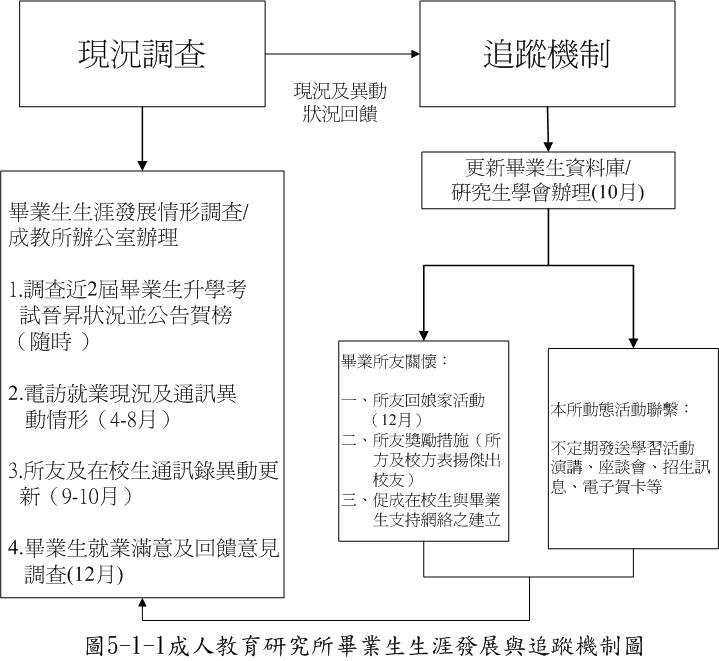 現況調查
現況及異動
狀況回饋
追蹤機制
更新畢業生資料庫/
研究生學會辦理(10月)
畢業生生涯發展情形調查/
成教所辦公室辦理
1.調查近2屆畢業生升學考
試晉昇狀況並公告賀榜
（隨時 ）
2.電訪就業現況及通訊異
動情形（4-8月）
3.所友及在校生通訊錄異動更
新（9-10月）
4.畢業生就業滿意及回饋意見
調查(12月)
畢業所友關懷：
一、所友回娘家活動
（12月）
二、所友獎勵措施（所
方及校方表揚傑出
校友）
三、促成在校生與畢業
生支持網絡之建立
本所動態活動聯繫：
不定期發送學習活動
演講、座談會、招生訊
息、電子賀卡等
圖5-1-1成人教育研究所畢業生生涯發展與追蹤機制圖